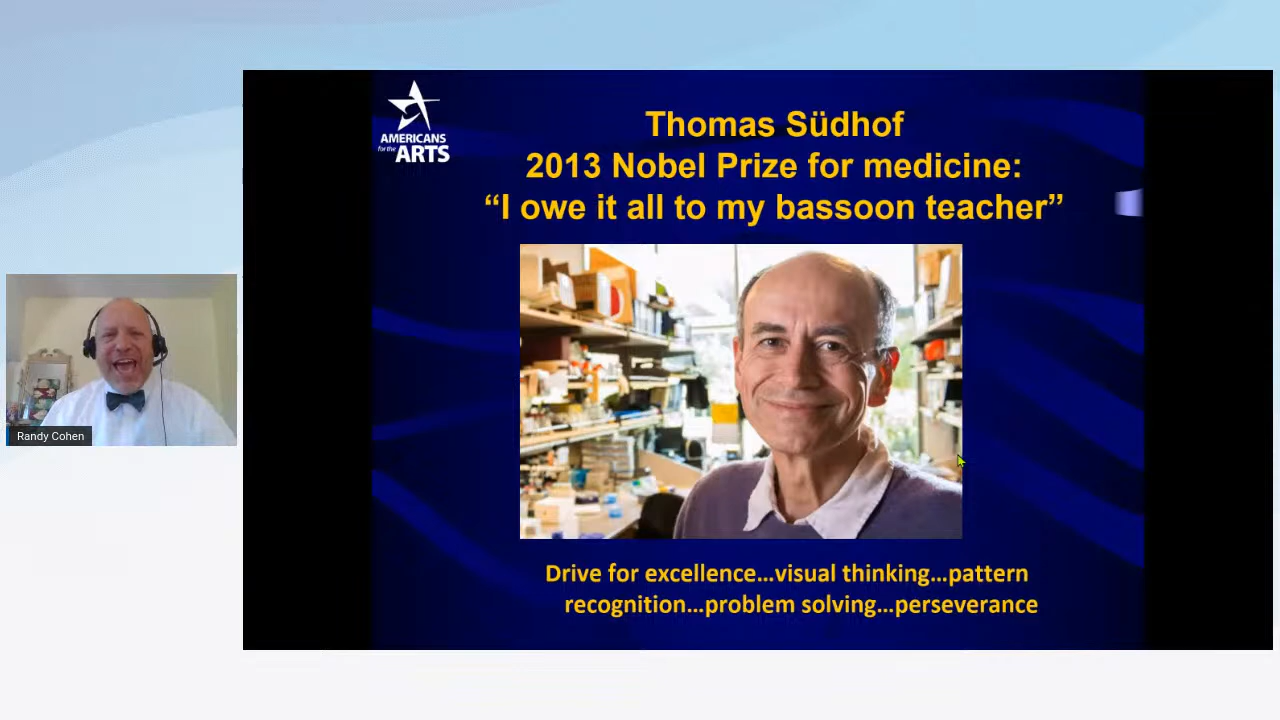 AMERICANS
for the ARTS
Thomas Südhof
2013 Nobel Prize for medicine:
“I owe it all to my bassoon teacher”
Randy Cohen
Drive for excellence…visual thinking…pattern
recognition…problem solving…perseverance